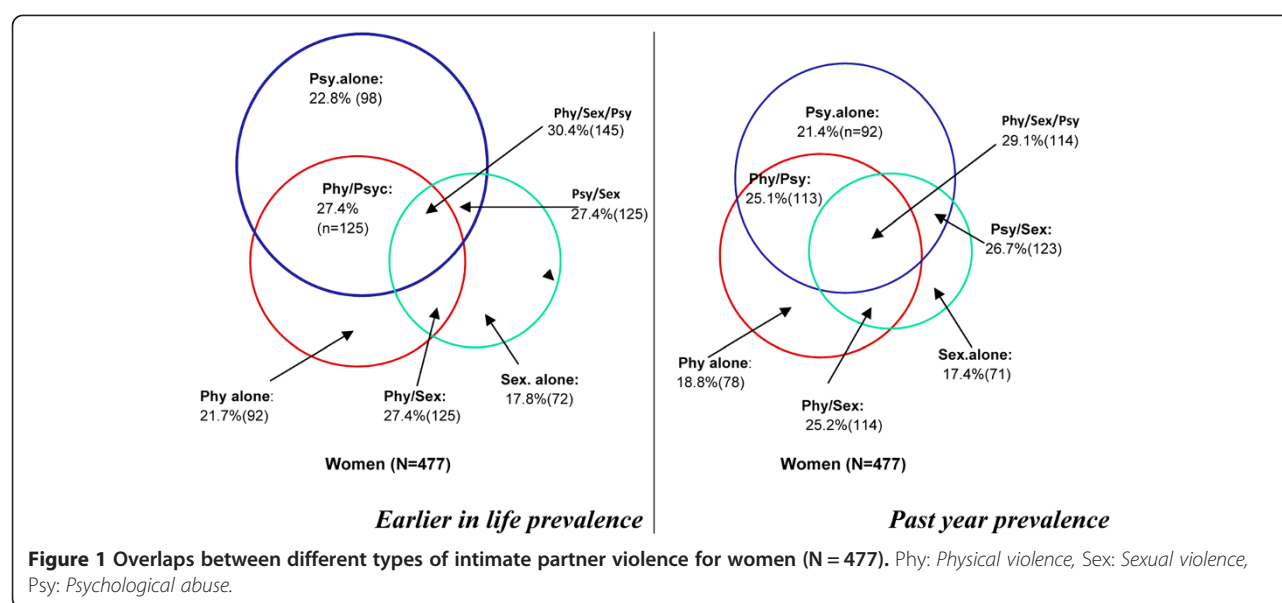 Psy.alone:
22.8% (98)
Phy/Sex/Psy
30.4%(145)
Phy/Psyc:
27.4%
(n=125)
Psy/Sex
27.4%(125)
Phy alone:
21.7%(92)
Phy/Sex:
27.4%(125)
Sex. alone:
17.8%(72)
Women (N=477)
Earlier in life prevalence
Psy.alone:
21.4%(n=92)
Phy/Sex/Psy
29.1%(114)
Phy/Psy:
25.1%(113)
Psy/Sex:
26.7%(123)
Phy alone:
18.8%(78)
Sex.alone:
17.4%(71)
Phy/Sex:
25.2%(114)
Women (N=477)
Past year prevalence
Figure 1 Overlaps between different types of intimate partner violence for women (N = 477). Phy: Physical violence, Sex: Sexual violence,
Psy: Psychological abuse.